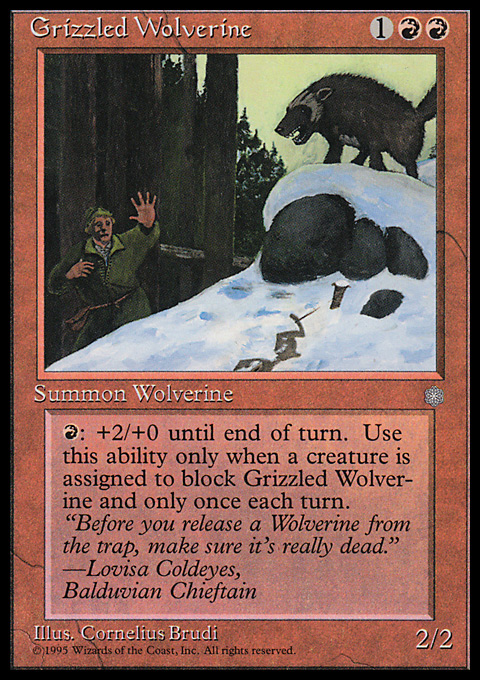 Grizzled Wolverine 1
Summon Wolverine
: +2/+0 until end of turn. Use
this ability only when a creature is
assigned to block Grizzled Wolver-
ine and only once each turn.
“Before you release a Wolverine from
the trap, make sure it’s really dead.”
—Lovisa Coldeyes,
Balduvian Chieftain
Illus. Cornelius Brudi
2/2
©1995 Wizards of the Coast, Inc. All rights reserved.